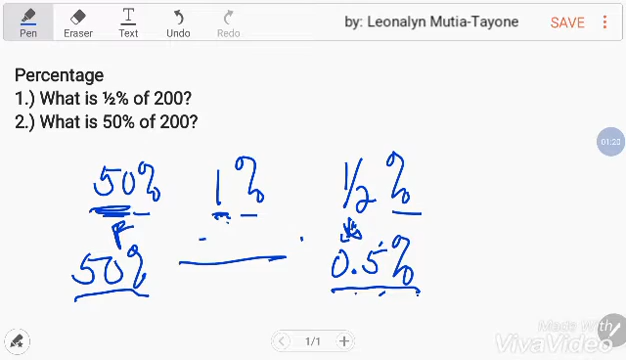 Pen Eraser Text Undo Redo by: Leonalyn Mutia-Tayone SAVE
Percentage
1.) What is ½% of 200?
2.) What is 50% of 200?
01:20
50% 1% 1/2 %
50% 0.5%
1/1
Made With
VivaVideo